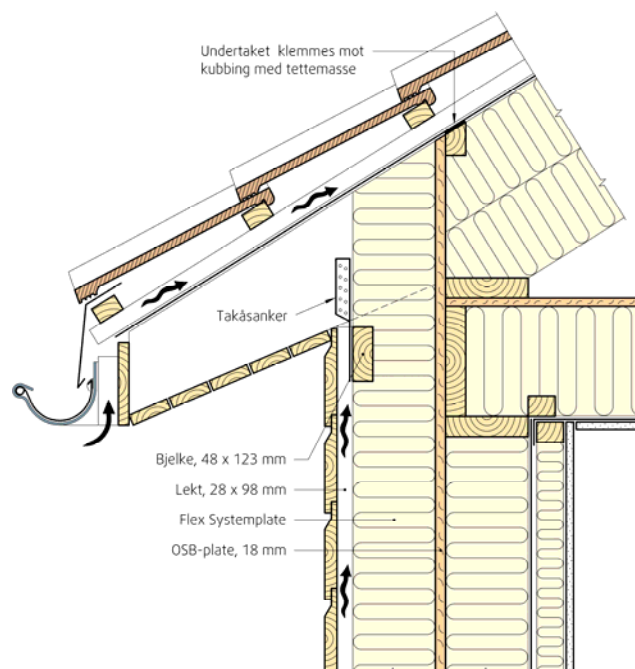 Undertaket klemmes mot
kubbing med tettemasse
Takåsanker
Bjelke, 48 x 123 mm
Lekt, 28 x 98 mm
Flex Systemplate
OSB-plate, 18 mm